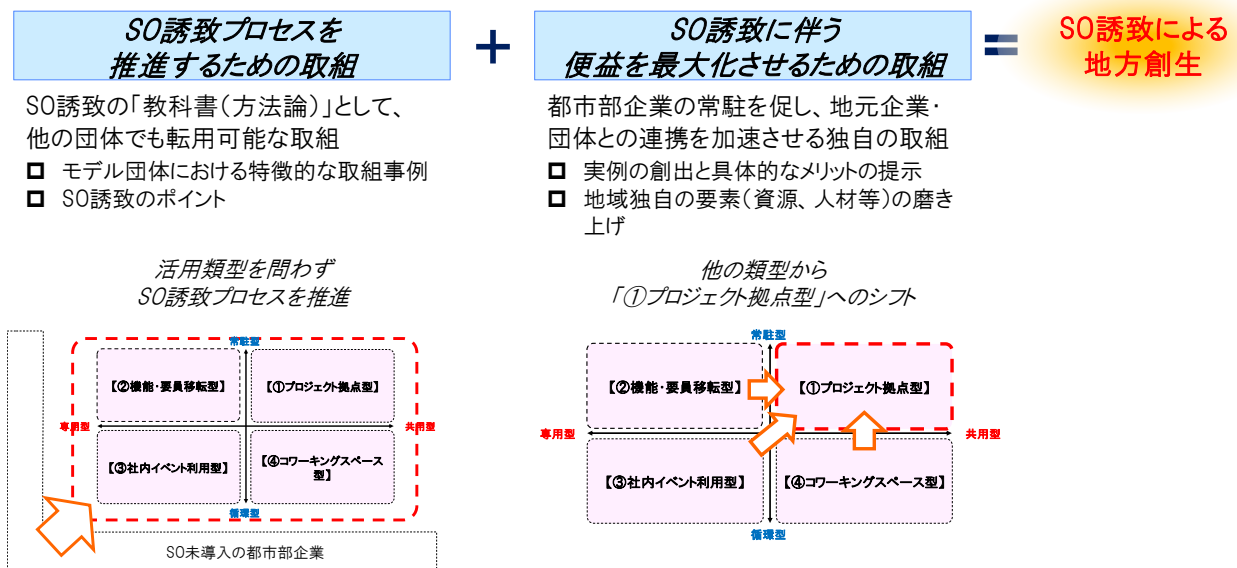 SO誘致プロセスを
推進するための取組
+
SO誘致に伴う
便益を最大化させるための取組
=
SO誘致による
地方創生
SO誘致の「教科書(方法論)」として、
他の団体でも転用可能な取組
モデル団体における特徴的な取組事例
SO誘致のポイント
都市部企業の常駐を促し、地元企業・
団体との連携を加速させる独自の取組
実例の創出と具体的なメリットの提示
地域独自の要素(資源、人材等)の磨き
上げ
活用類型を問わず
SO誘致プロセスを推進
常駐型
【②機能・要員移転型】
【①プロジェクト拠点型】
専用型
共用型
【③社内イベント利用型】
【④コワーキングスペース
型】
循環型
SO未導入の都市部企業
他の類型から
「①プロジェクト拠点型」へのシフト
常駐型
【②機能・要員移転型】
【①プロジェクト拠点型】
専用型
共用型
【③社内イベント利用型】
【④コワーキングスペース型】
循環型